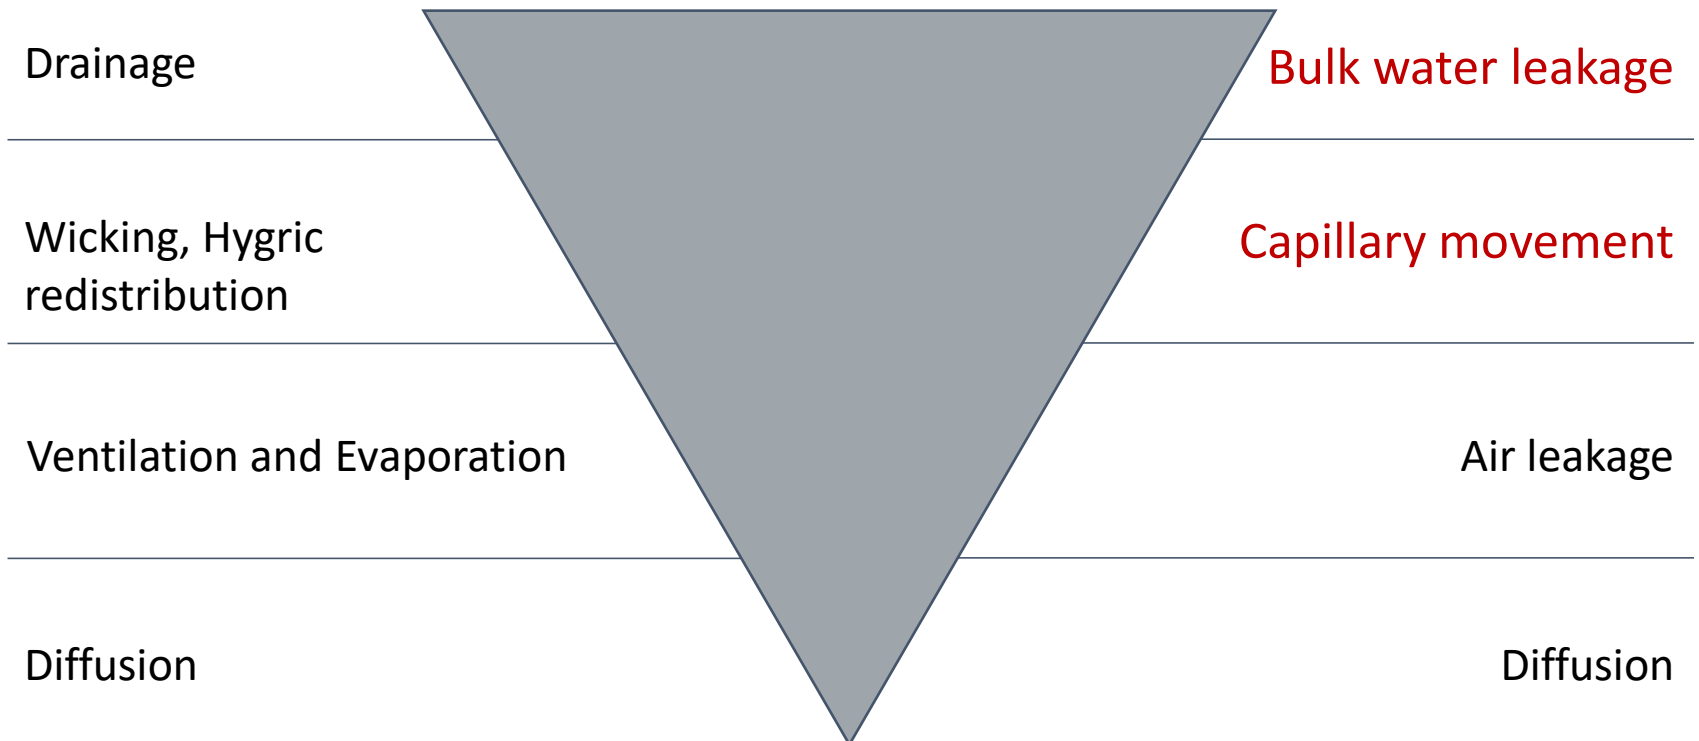 Drainage
Bulk water leakage
Wicking, Hygric
redistribution
Capillary movement
Ventilation and Evaporation
Air leakage
Diffusion
Diffusion